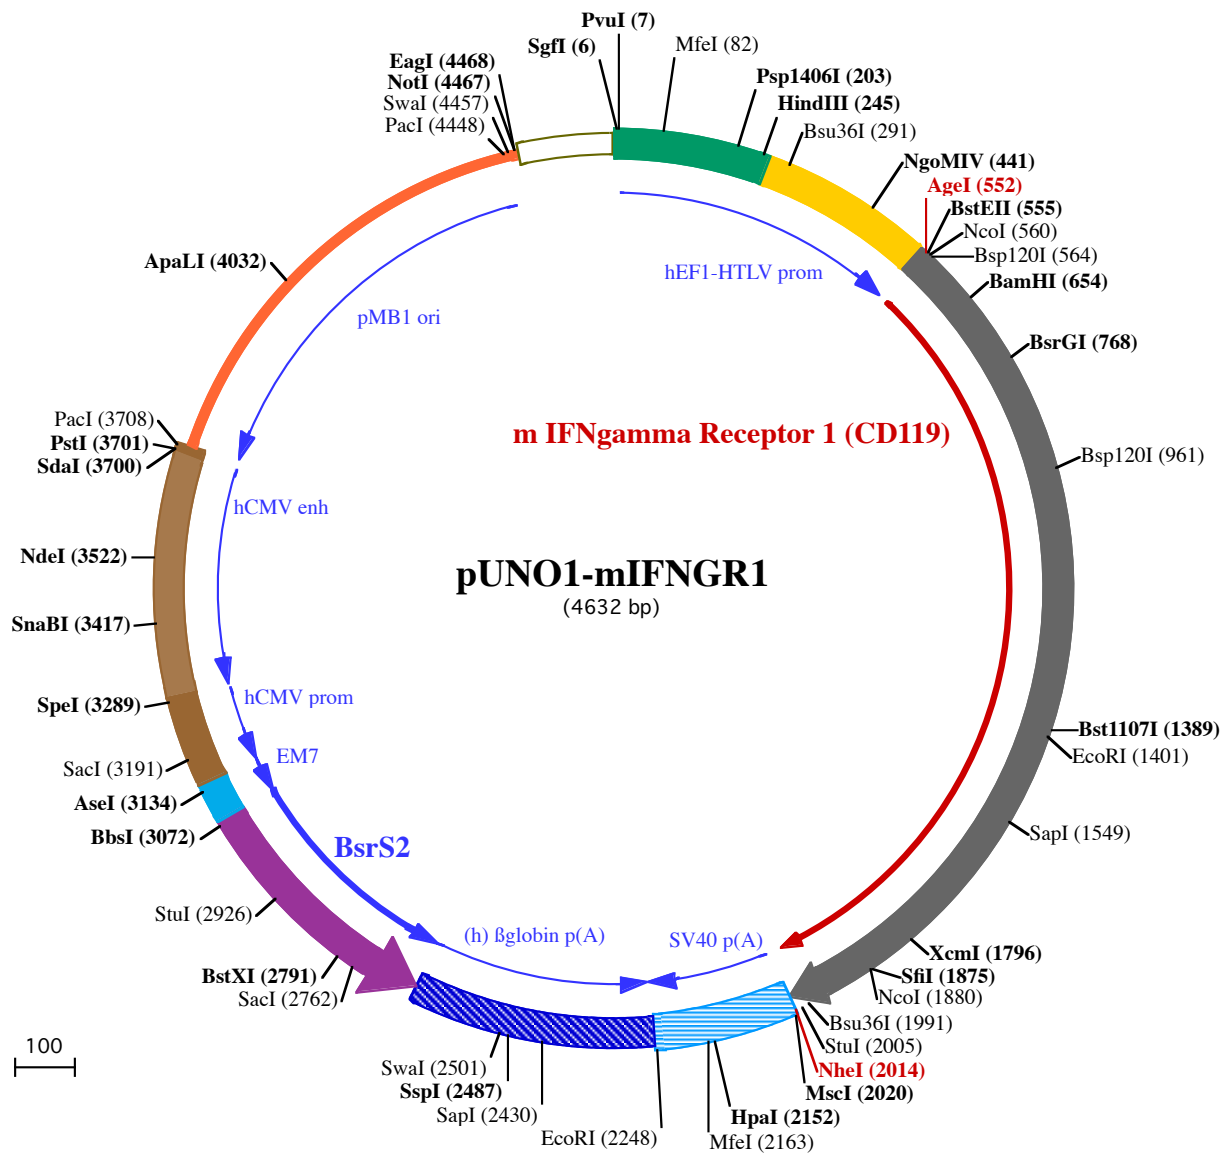 PvuI (7)
SgfI (6)
MfeI (82)
EagI (4468)
NotI (4467)
SwaI (4457)
PacI (4448)
Psp1406I (203)
HindIII (245)
Bsu36I (291)
NgoMIV (441)
AgeI (552)
BstEII (555)
NcoI (560)
Bsp120I (564)
BamHI (654)
BsrGI (768)
Bsp120I (961)
Bst1107I (1389)
EcoRI (1401)
SapI (1549)
XcmI (1796)
SfiI (1875)
NcoI (1880)
Bsu36I (1991)
StuI (2005)
NheI (2014)
MscI (2020)
HpaI (2152)
MfeI (2163)
EcoRI (2248)
SapI (2430)
SspI (2487)
SwaI (2501)
SacI (2762)
BstXI (2791)
StuI (2926)
BbsI (3072)
AseI (3134)
SacI (3191)
SpeI (3289)
SnaBI (3417)
NdeI (3522)
SdaI (3700)
PstI (3701)
PacI (3708)
ApaLI (4032)
hEF1-HTLV prom
pMB1 ori
m IFNgamma Receptor 1 (CD119)
hCMV enh
pUNO1-mIFNGR1
(4632 bp)
hCMV prom
EM7
BsrS2
(h) ßglobin p(A)
SV40 p(A)
100